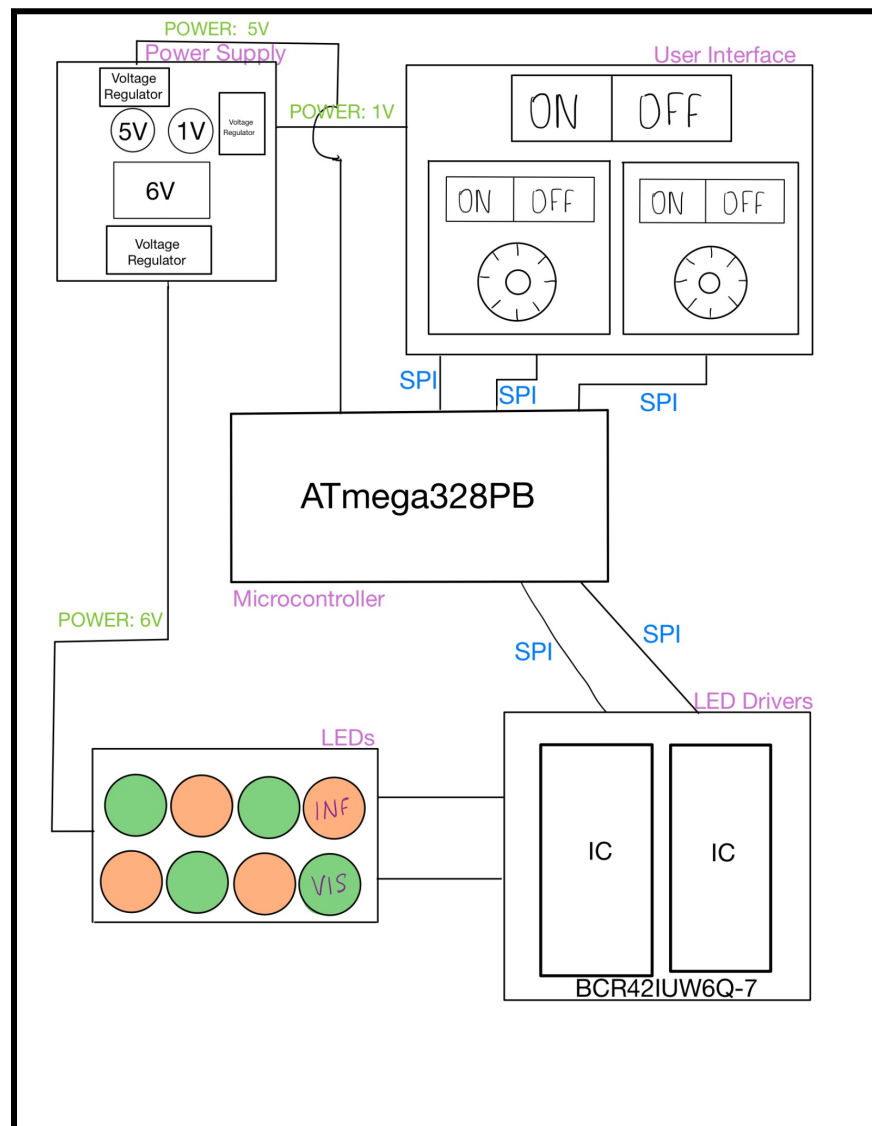 POWER: 5V
Power Supply
User Interface
Voltage
Regulator
5V
1V
Voltage
Regulator
POWER: 1V
6V
Voltage
Regulator
ON
OFF
ON
OFF
ON
OFF
SPI
SPI
SPI
ATmega328PB
Microcontroller
POWER: 6V
SPI
SPI
LED Drivers
LEDs
INF
VIS
IC
IC
BCR42IUW6Q-7